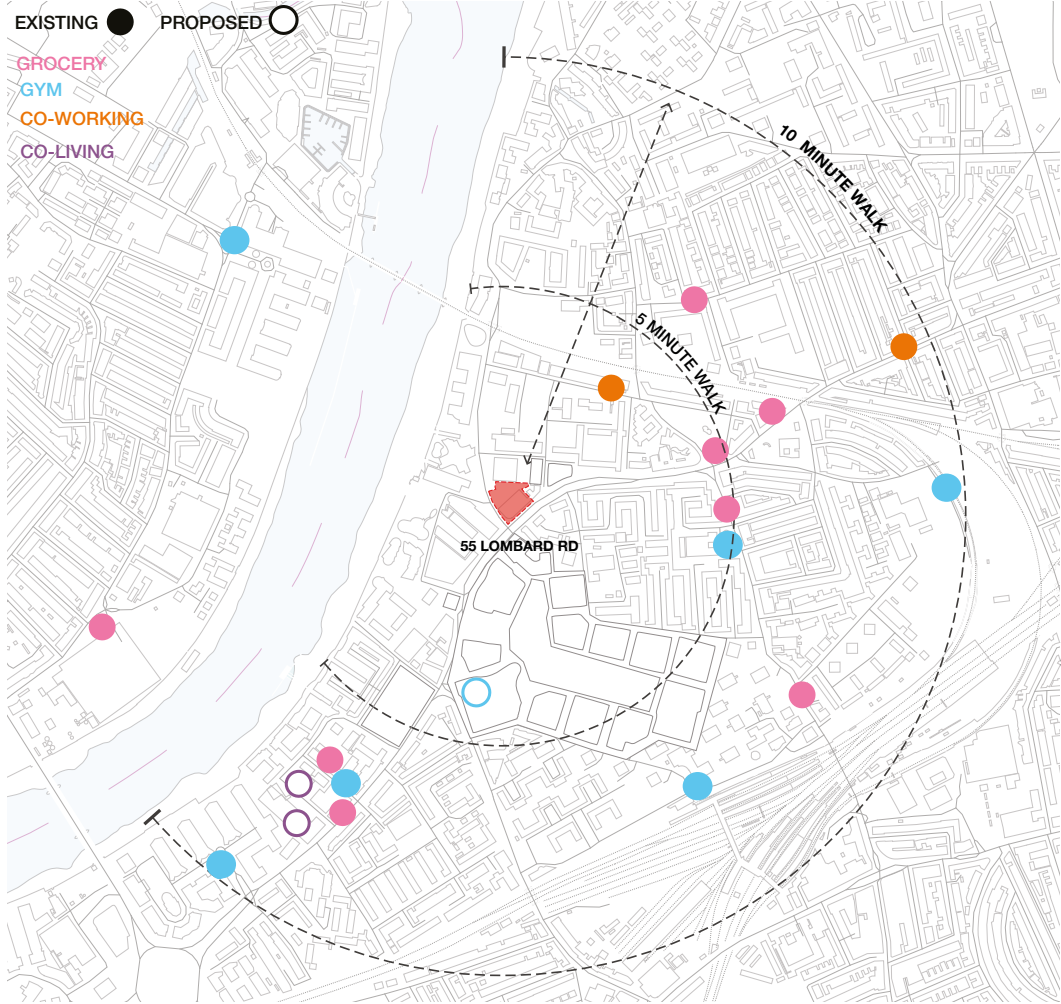 EXISTING PROPOSED
GROCERY
GYM
CO-WORKING
CO-LIVING
10 MINUTE WALK
5 MINUTE WALK
55 LOMBARD RD